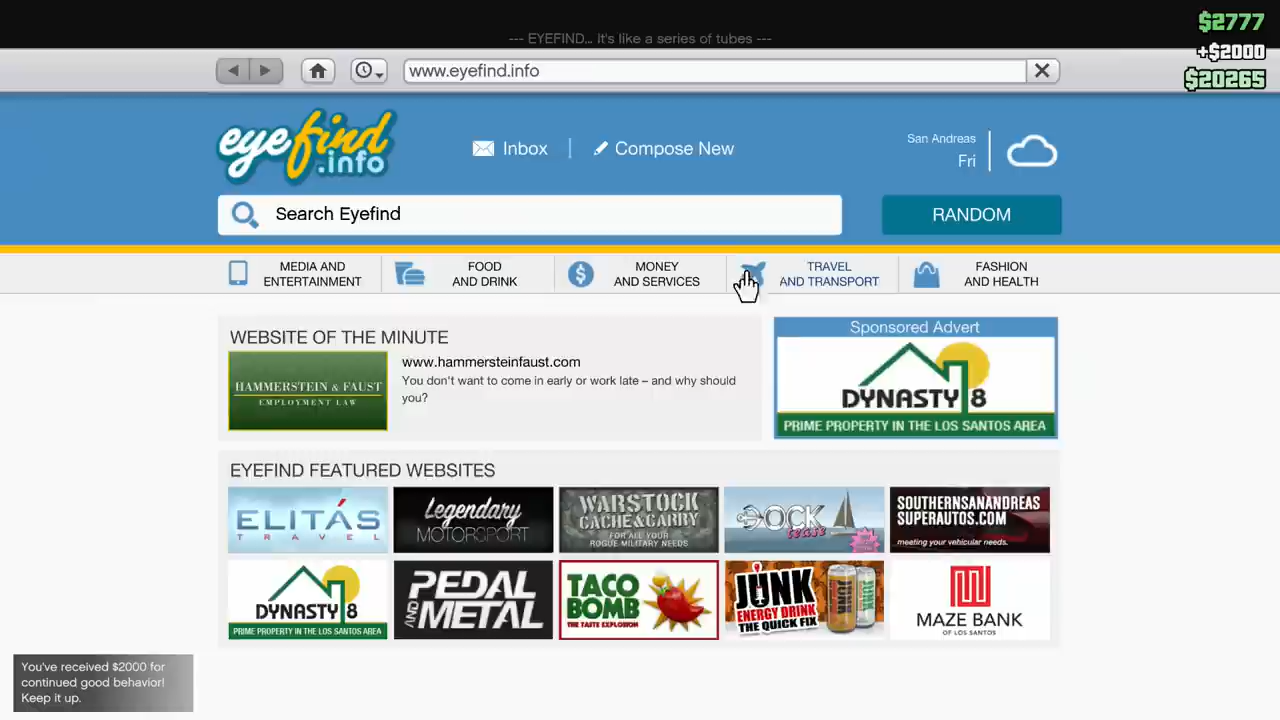 --- EYEFIND... It's like a series of tubes ---
$2777
+$2000
$20265
www.eyefind.info
eyefind.info
Inbox
Compose New
San Andreas
Fri
Search Eyefind
RANDOM
MEDIA AND ENTERTAINMENT
FOOD AND DRINK
MONEY AND SERVICES
TRAVEL AND TRANSPORT
FASHION AND HEALTH
WEBSITE OF THE MINUTE
HAMMERSTEIN & FAUST
EMPLOYMENT LAW
www.hammersteinfaust.com
You don't want to come in early or work late – and why should
you?
Sponsored Advert
DYNASTY 8
PRIME PROPERTY IN THE LOS SANTOS AREA
EYEFIND FEATURED WEBSITES
ELITÁS
TRAVEL
Legendary
MOTORSPORT
WARSTOCK
CACHE & CARRY
FOR ALL YOUR
ROGUE MILITARY NEEDS
DOCK
tease
SOUTHERNSANANDREAS
SUPERAUTOS.COM
meeting your vehicular needs.
DYNASTY 8
PRIME PROPERTY IN THE LOS SANTOS AREA
PEDAL
AND METAL
TACO
BOMB
THE TASTE EXPLOSION
JUNK
ENERGY DRINK
THE QUICK FIX
MAZE BANK
OF LOS SANTOS
You've received $2000 for
continued good behavior!
Keep it up.